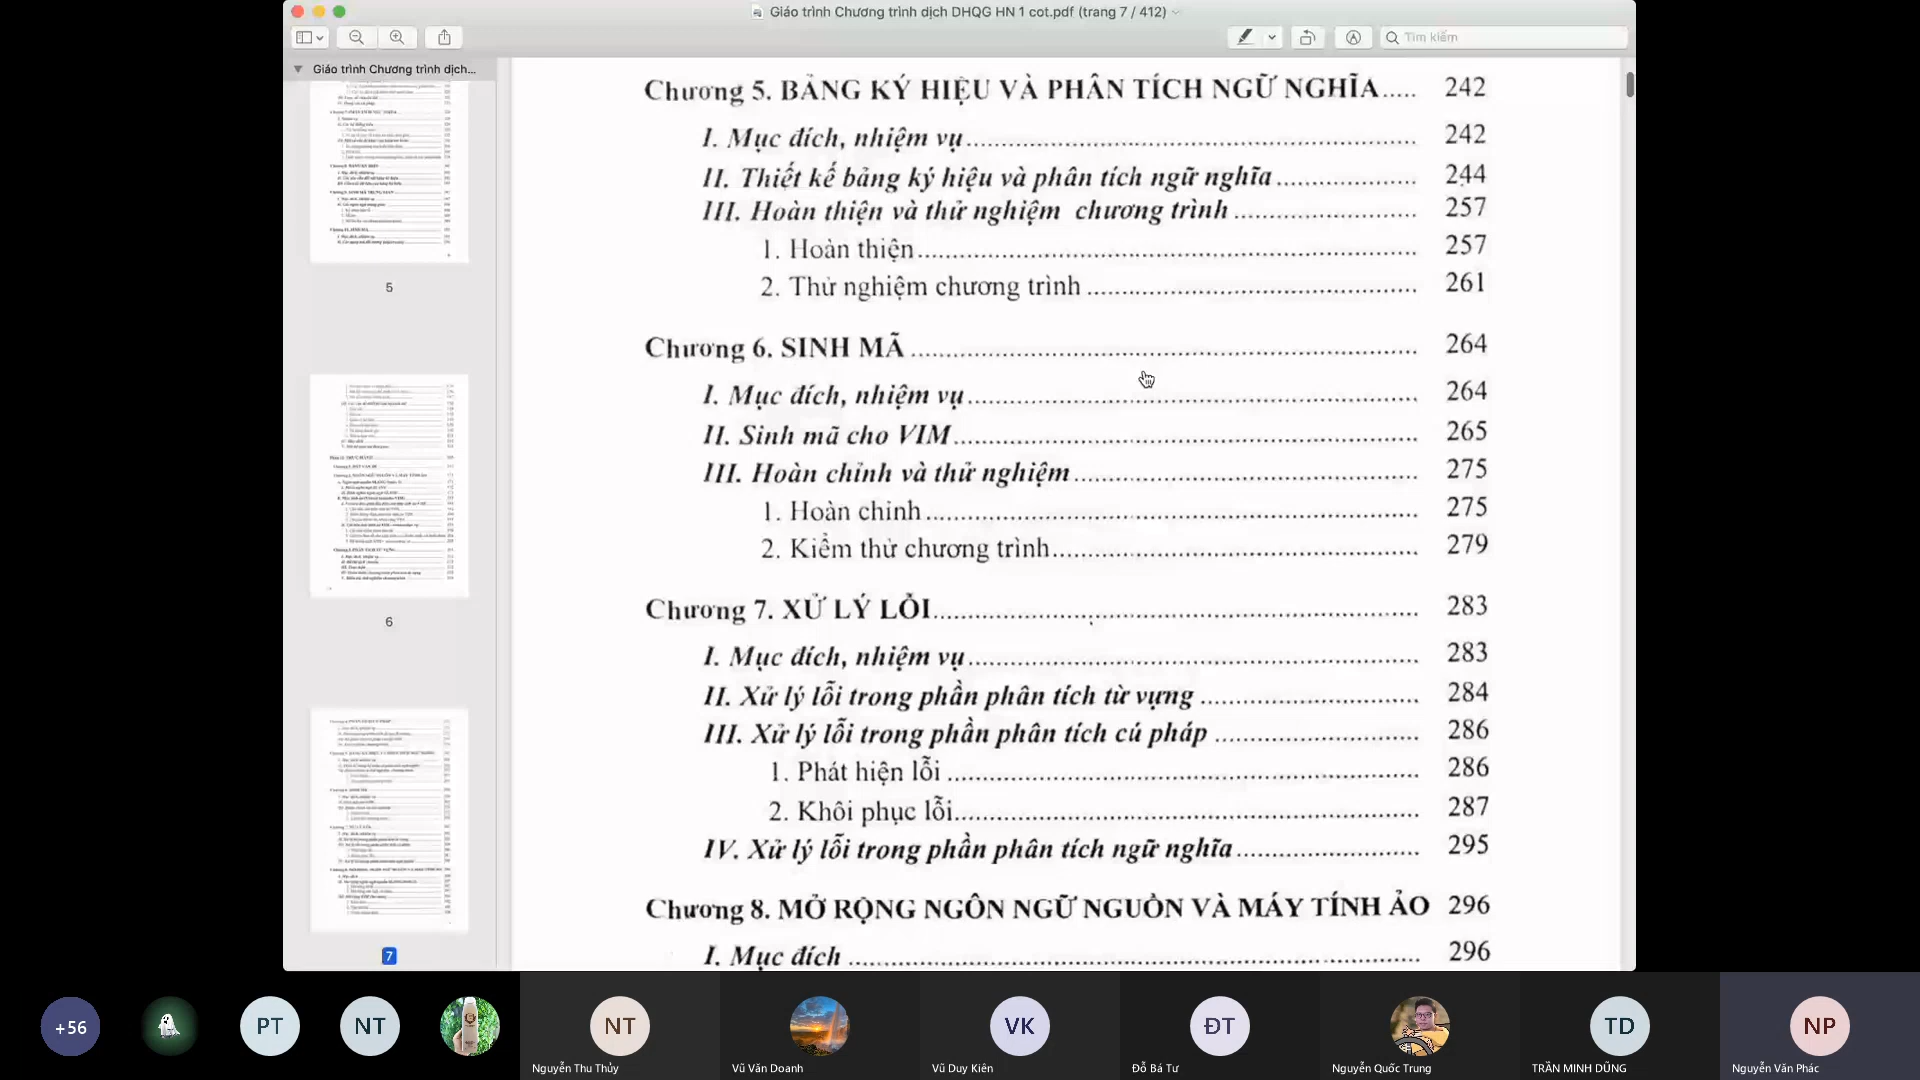 Giáo trình Chương trình dịch DHQG HN 1 cot.pdf (trang 7 / 412)
Tìm kiếm
Giáo trình Chương trình dịch...
5
6
7
Chương 5. BẢNG KÝ HIỆU VÀ PHÂN TÍCH NGỮ NGHĨA..... 242
I. Mục đích, nhiệm vụ 242
II. Thiết kế bảng ký hiệu và phân tích ngữ nghĩa 244
III. Hoàn thiện và thử nghiệm chương trình 257
1. Hoàn thiện 257
2. Thử nghiệm chương trình 261
Chương 6. SINH MÃ 264
I. Mục đích, nhiệm vụ 264
II. Sinh mã cho VIM 265
III. Hoàn chỉnh và thử nghiệm 275
1. Hoàn chỉnh 275
2. Kiểm thử chương trình 279
Chương 7. XỬ LÝ LỖI 283
I. Mục đích, nhiệm vụ 283
II. Xử lý lỗi trong phần phân tích từ vựng 284
III. Xử lý lỗi trong phần phân tích cú pháp 286
1. Phát hiện lỗi 286
2. Khôi phục lỗi 287
IV. Xử lý lỗi trong phần phân tích ngữ nghĩa 295
Chương 8. MỞ RỘNG NGÔN NGỮ NGUỒN VÀ MÁY TÍNH ẢO 296
I. Mục đích 296
+56
PT
NT
NT
VK
ĐT
TD
NP
Nguyễn Thu Thủy
Vũ Văn Doanh
Vũ Duy Kiên
Đỗ Bá Tư
Nguyễn Quốc Trung
TRẦN MINH DŨNG
Nguyễn Văn Phác